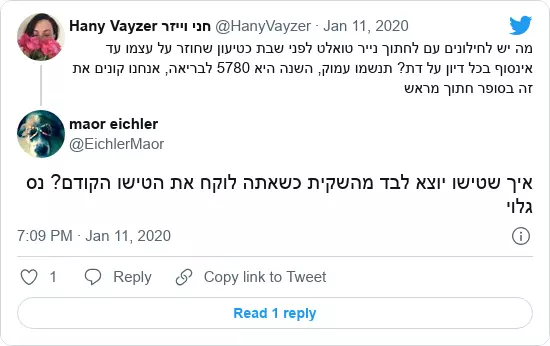 Hany Vayzer חני וייזר @HanyVayzer · Jan 11, 2020
מה יש לחילונים עם לחתוך נייר טואלט לפני שבת כטיעון שחוזר על עצמו עד
אינסוף בכל דיון על דת? תנשמו עמוק, השנה היא 5780 לבריאה, אנחנו קונים את
זה בסופר חתוך מראש
maor eichler
@EichlerMaor
איך שטישו יוצא לבד מהשקית כשאתה לוקח את הטישו הקודם? נס
גלוי
7:09 PM · Jan 11, 2020
1 Reply Copy link to Tweet
Read 1 reply